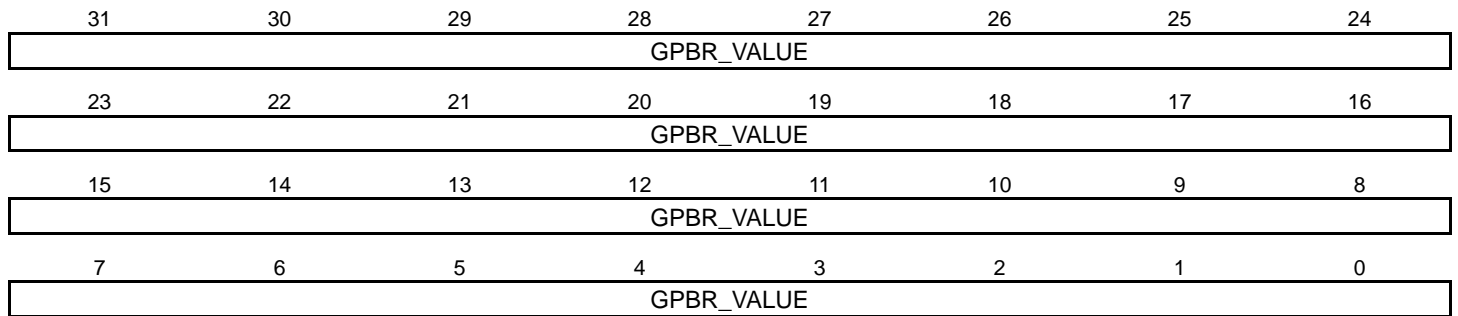 31 30 29 28 27 26 25 24
GPBR_VALUE
23 22 21 20 19 18 17 16
GPBR_VALUE
15 14 13 12 11 10 9 8
GPBR_VALUE
7 6 5 4 3 2 1 0
GPBR_VALUE